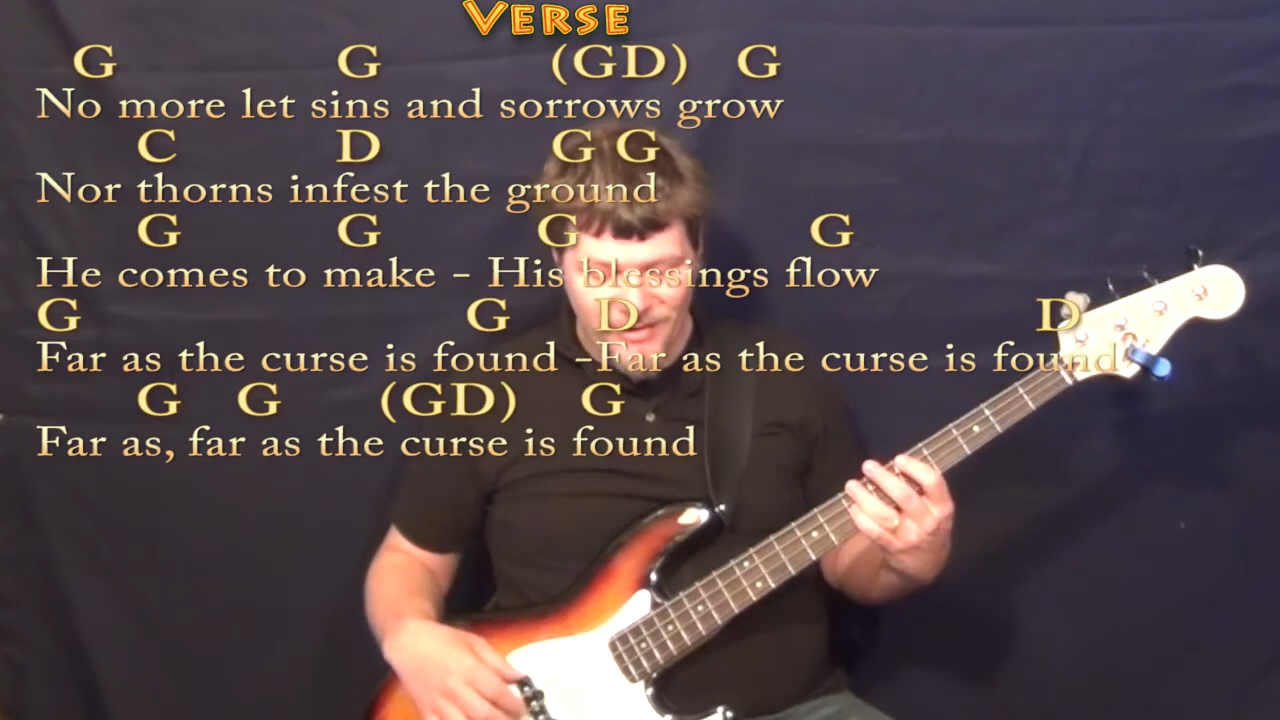 VERSE
G G (GD) G
No more let sins and sorrows grow
C D G G
Nor thorns infest the ground
G G G G
He comes to make - His blessings flow
G G D D
Far as the curse is found -Far as the curse is found
G G (GD) G
Far as, far as the curse is found